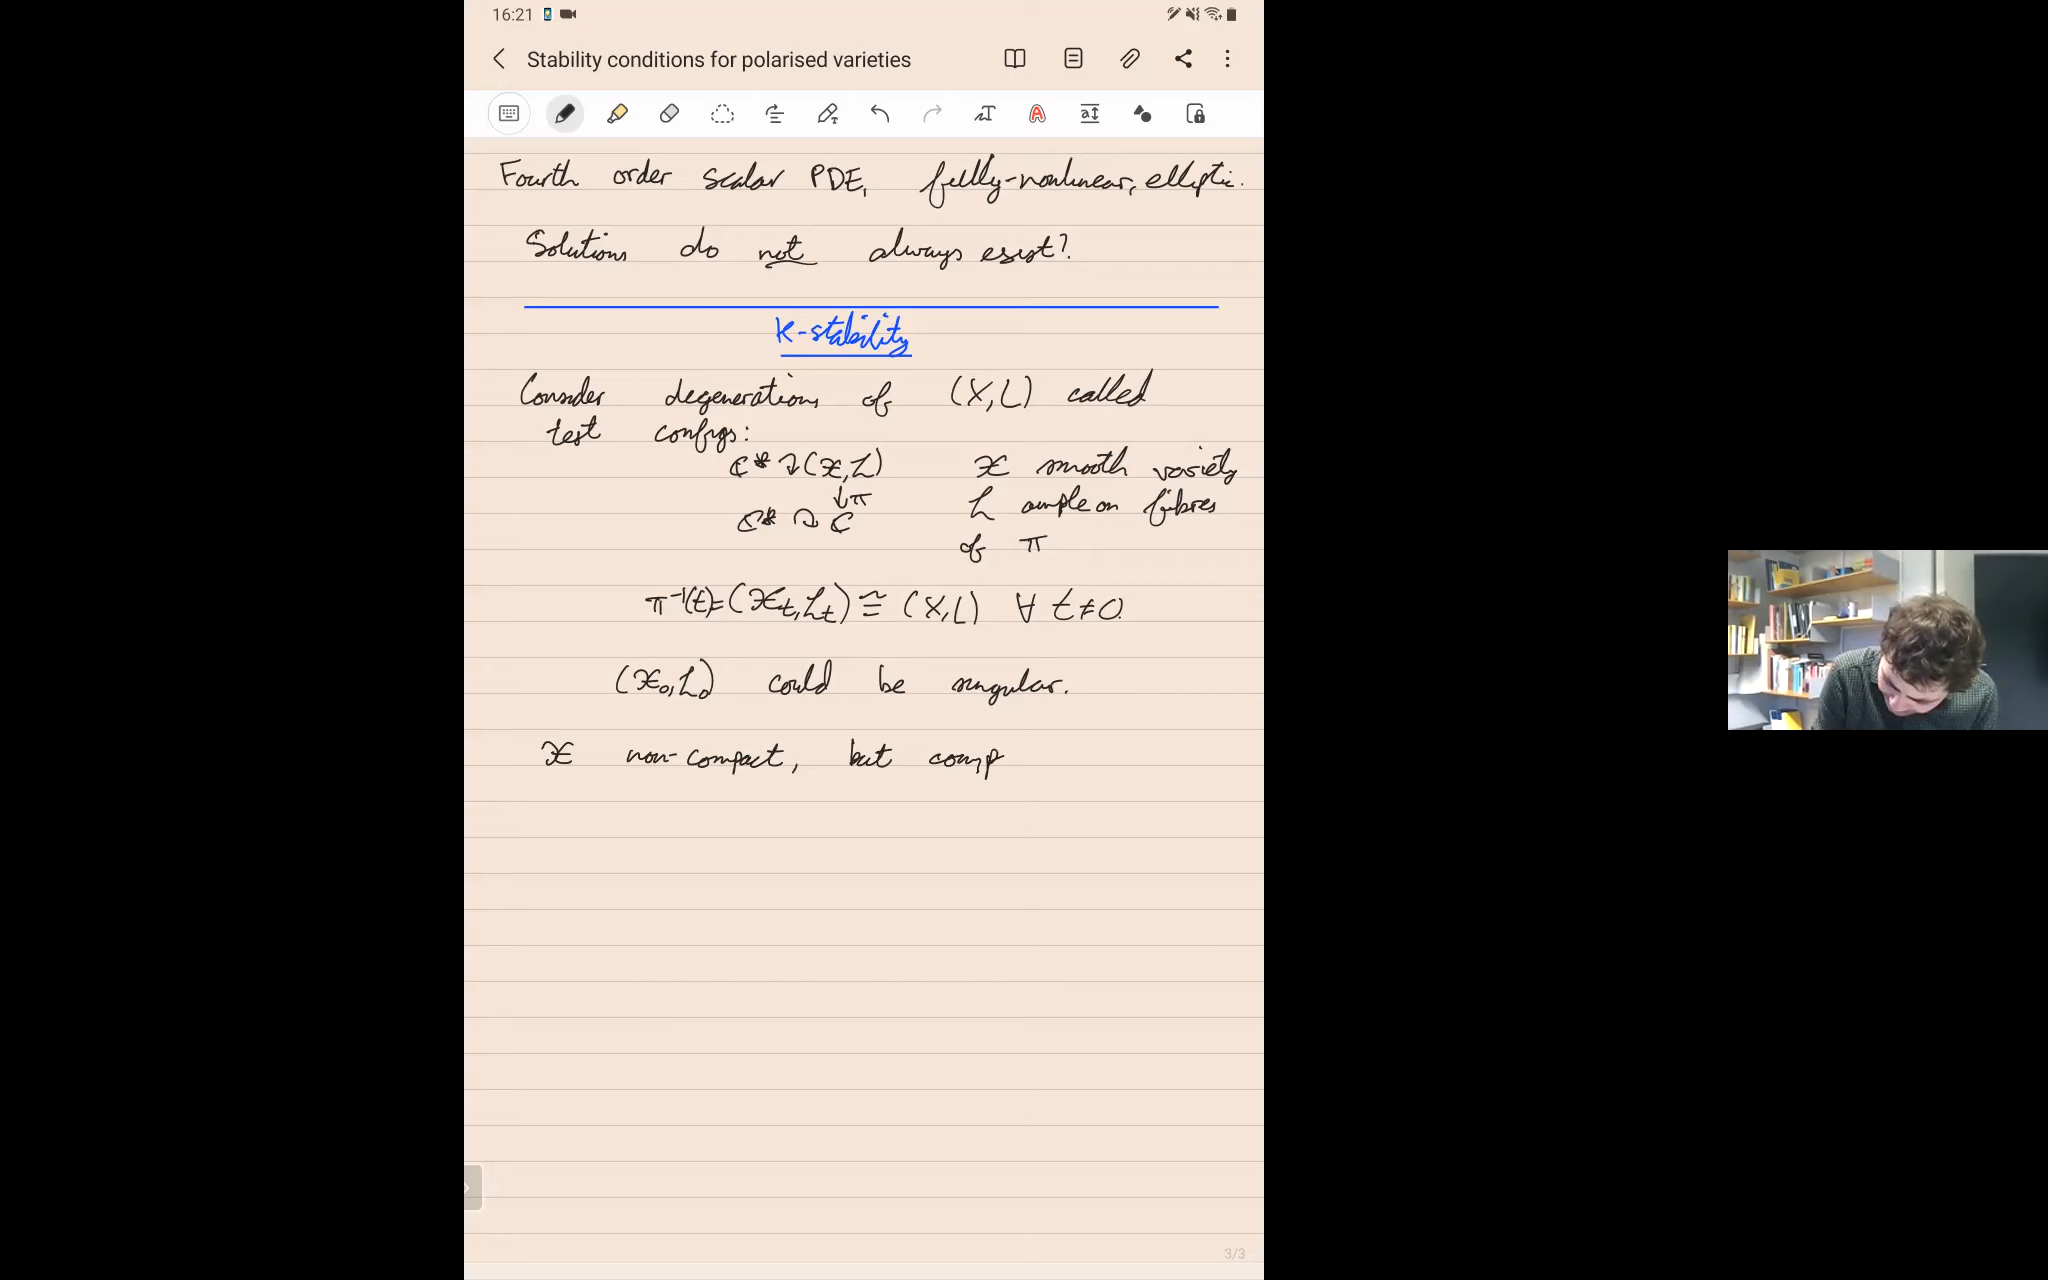 16:21
Stability conditions for polarised varieties
Fourth order scalar PDE, fully-nonlinear, elliptic.
Solutions do not always exist?
K-stability
Consider degenerations of (X,L) called
test configs:
ℂ* ↷ (𝒳,ℒ) 𝒳 smooth variety
↓π ℒ ample on fibres
ℂ* ↷ ℂ of π
π⁻¹(t)=(𝒳ₜ,ℒₜ) ≅ (X,L) ∀ t≠0.
(𝒳₀,ℒ₀) could be singular.
𝒳 non-compact, but comp
3/3